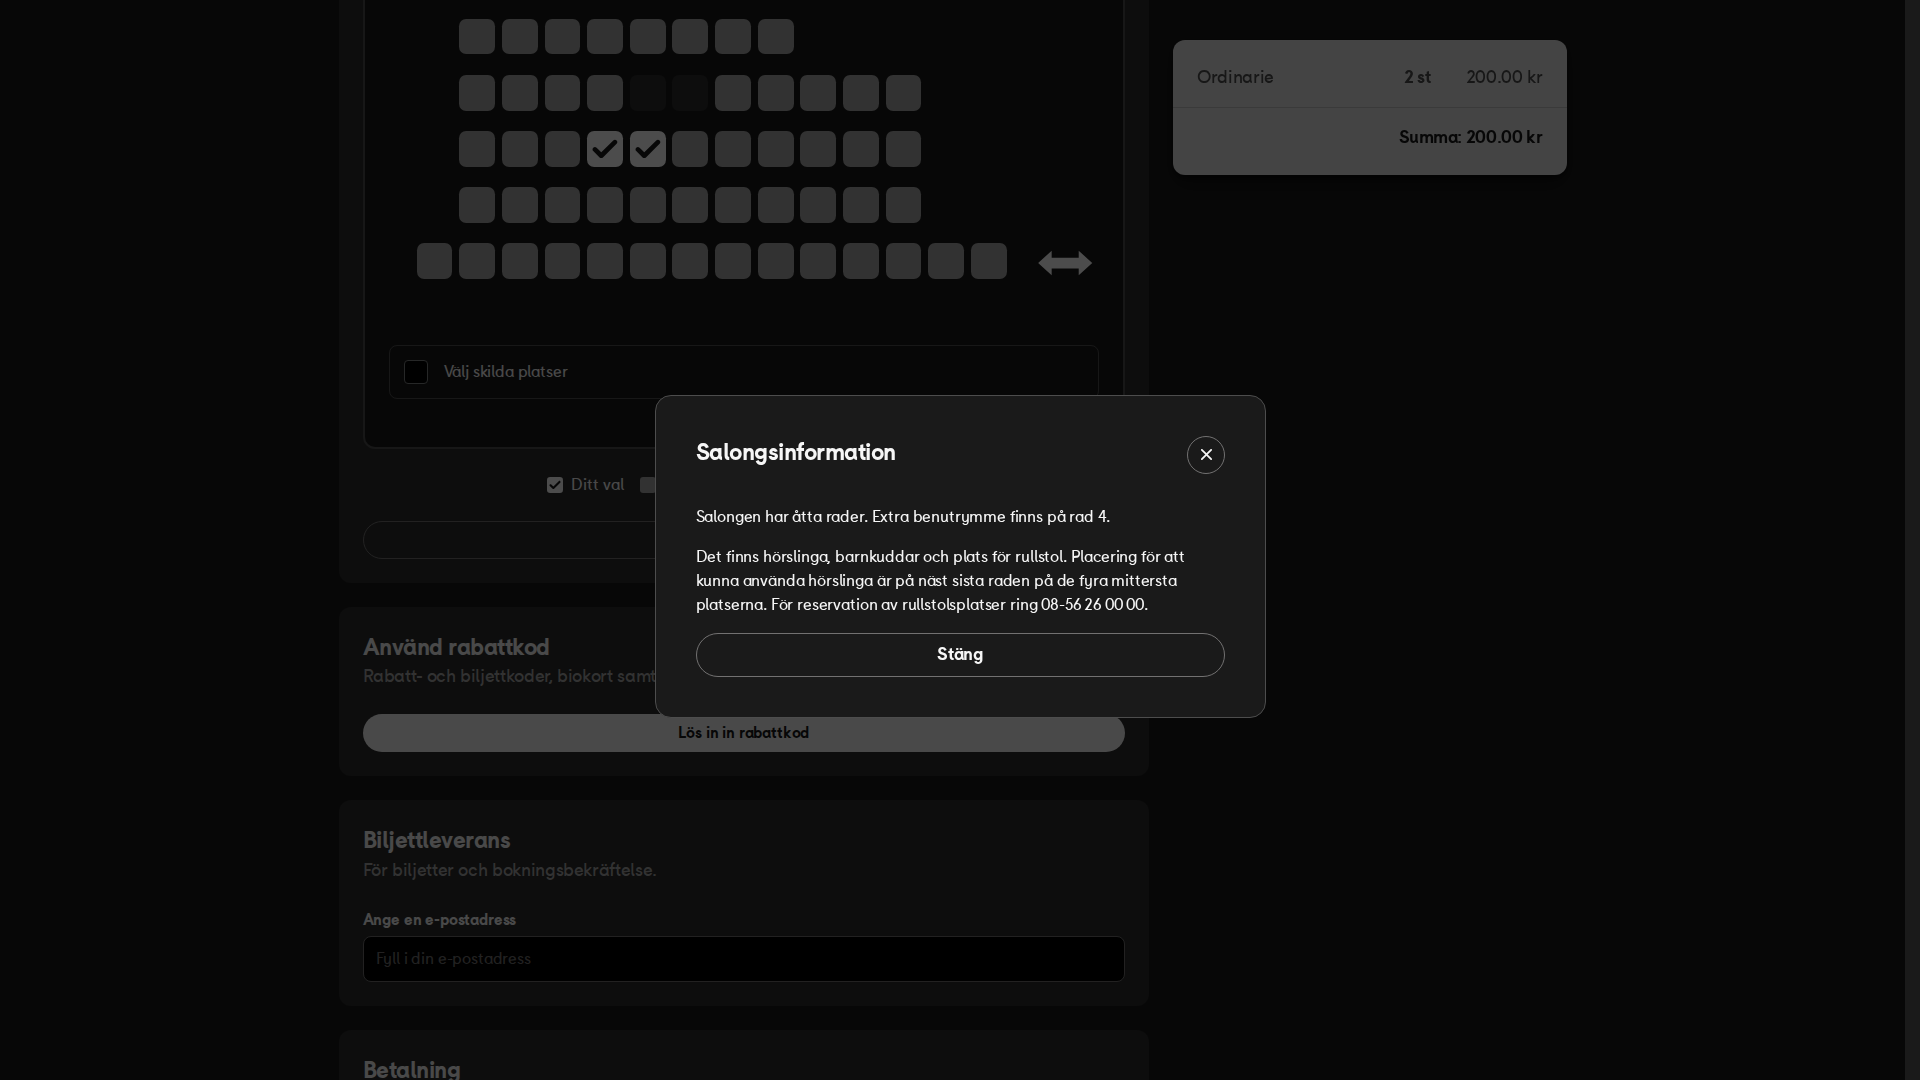 Ordinarie 2 st 200.00 kr
Summa: 200.00 kr
Välj skilda platser
Ditt val
Salongsinformation
Salongen har åtta rader. Extra benutrymme finns på rad 4.
Det finns hörslinga, barnkuddar och plats för rullstol. Placering för att
kunna använda hörslinga är på näst sista raden på de fyra mittersta
platserna. För reservation av rullstolsplatser ring 08-56 26 00 00.
Stäng
Använd rabattkod
Rabatt- och biljettkoder, biokort samt
Lös in in rabattkod
Biljettleverans
För biljetter och bokningsbekräftelse.
Ange en e-postadress
Fyll i din e-postadress
Betalning